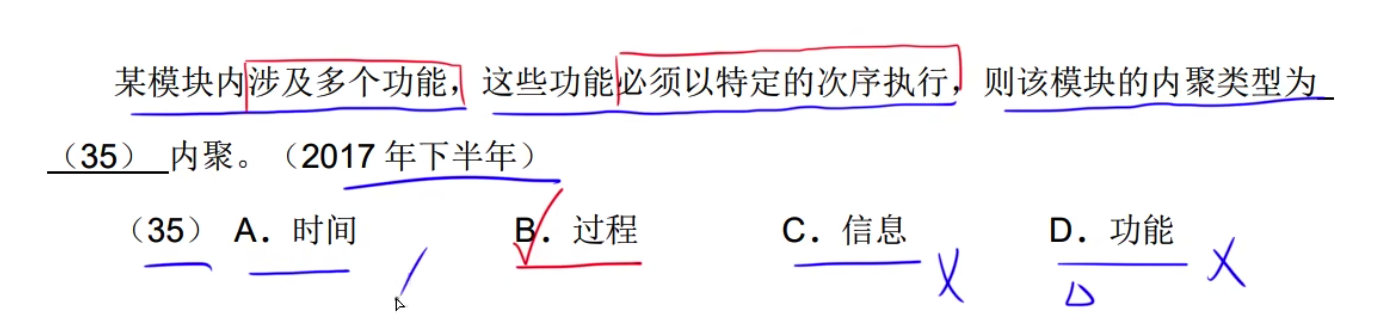 某模块内涉及多个功能，这些功能必须以特定的次序执行，则该模块的内聚类型为
（35）内聚。（2017 年下半年）
（35） A．时间 B．过程 C．信息 D．功能